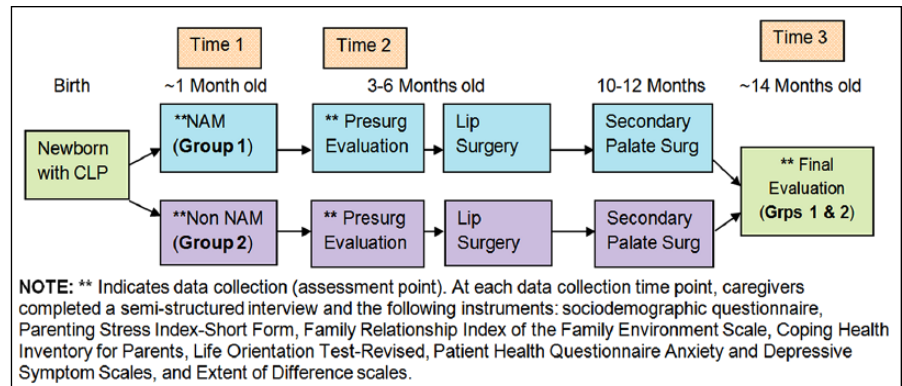 Time 1
Time 2
Time 3
Birth
~1 Month old
3-6 Months old
10-12 Months
~14 Months old
Newborn
with CLP
**NAM
(Group 1)
** Presurg
Evaluation
Lip
Surgery
Secondary
Palate Surg
**Non NAM
(Group 2)
** Presurg
Evaluation
Lip
Surgery
Secondary
Palate Surg
** Final
Evaluation
(Grps 1 & 2)
NOTE: ** Indicates data collection (assessment point). At each data collection time point, caregivers
completed a semi-structured interview and the following instruments: sociodemographic questionnaire,
Parenting Stress Index-Short Form, Family Relationship Index of the Family Environment Scale, Coping Health
Inventory for Parents, Life Orientation Test-Revised, Patient Health Questionnaire Anxiety and Depressive
Symptom Scales, and Extent of Difference scales.